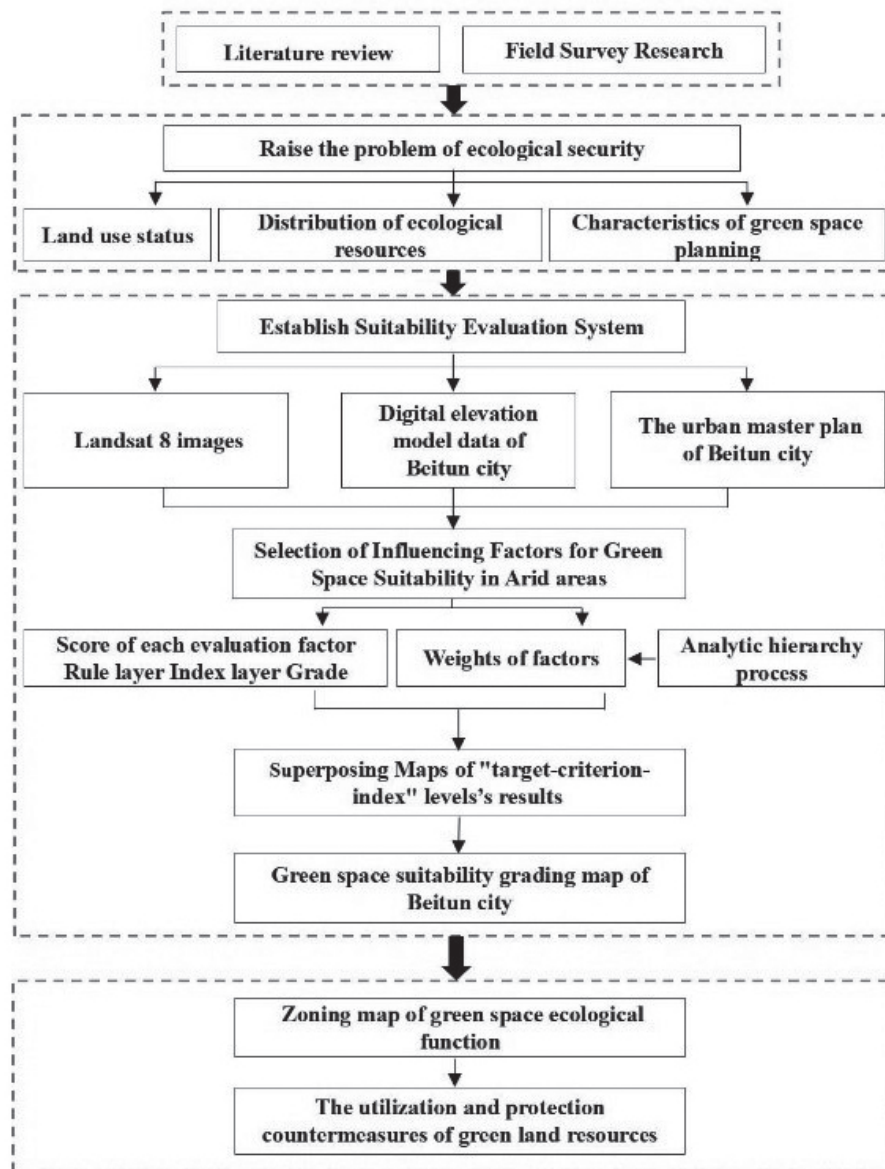 Literature review
Field Survey Research
Raise the problem of ecological security
Land use status
Distribution of ecological
resources
Characteristics of green space
planning
Establish Suitability Evaluation System
Landsat 8 images
Digital elevation
model data of
Beitun city
The urban master plan
of Beitun city
Selection of Influencing Factors for Green
Space Suitability in Arid areas
Score of each evaluation factor
Rule layer Index layer Grade
Weights of factors
Analytic hierarchy
process
Superposing Maps of "target-criterion-
index" levels's results
Green space suitability grading map of
Beitun city
Zoning map of green space ecological
function
The utilization and protection
countermeasures of green land resources